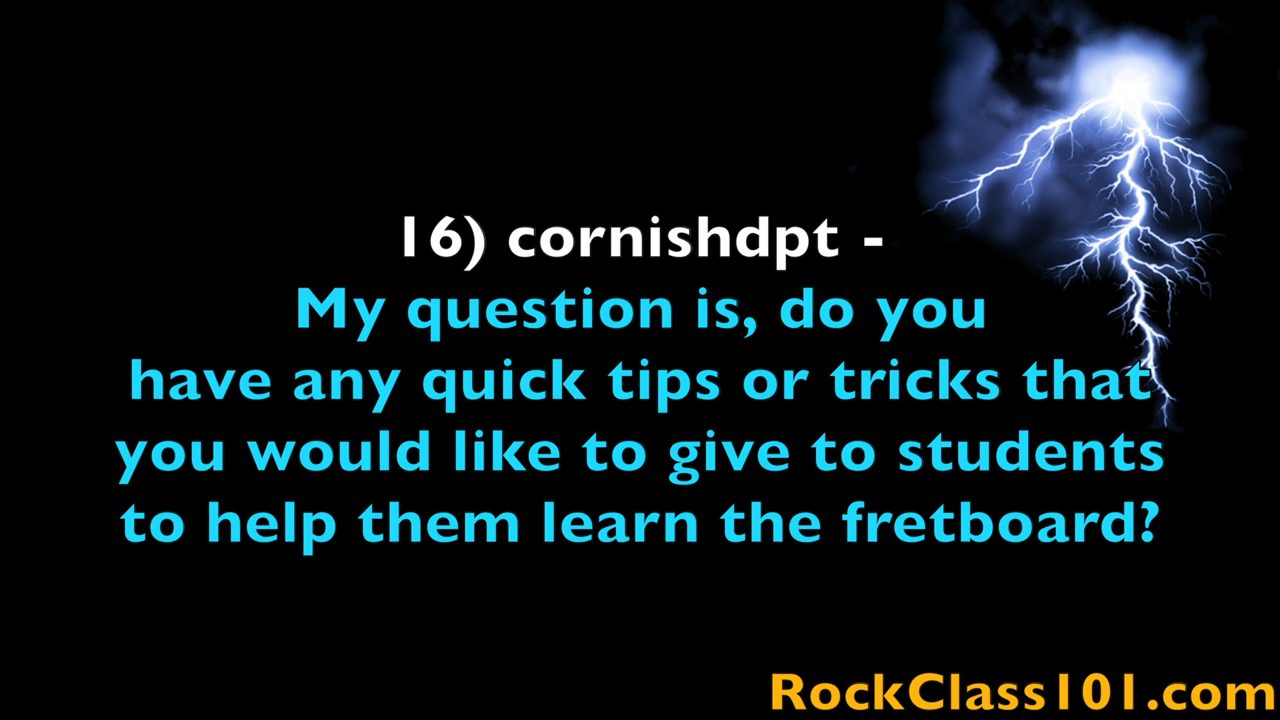 16) cornishdpt -
My question is, do you
have any quick tips or tricks that
you would like to give to students
to help them learn the fretboard?
RockClass101.com